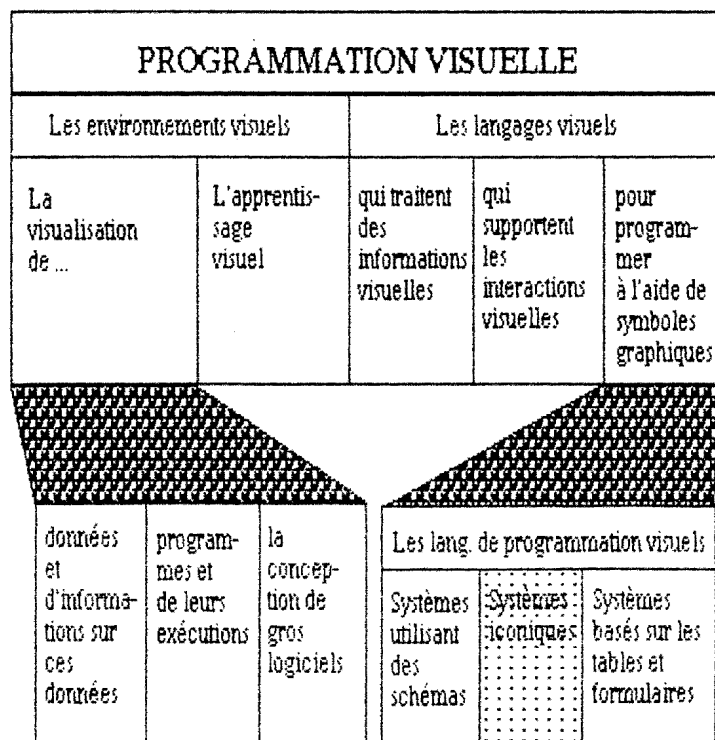 PROGRAMMATION VISUELLE
Les environnements visuels
Les langages visuels
La
visualisation
de ...
L'apprentis-
sage
visuel
qui traitent
des
informations
visuelles
qui
supportent
les
interactions
visuelles
pour
program-
mer
à l'aide de
symboles
graphiques
données
et
d'informa-
tions sur
ces
données
program-
mes et
de leurs
exécutions
la
concep-
tion de
gros
logiciels
Les lang. de programmation visuels
Systèmes
utilisant
des
schémas
Systèmes
iconiques
Systèmes
basés sur les
tables et
formulaires